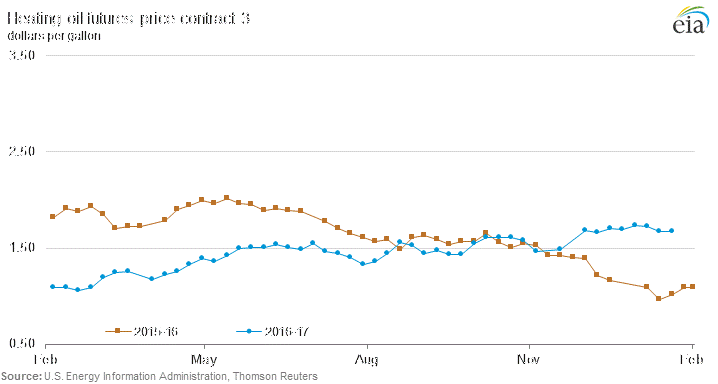 Heating oil futures price contract 3
dollars per gallon
eia
3.50
2.50
1.50
0.50
2015-16
2016-17
Feb
May
Aug
Nov
Feb
Source: U.S. Energy Information Administration, Thomson Reuters